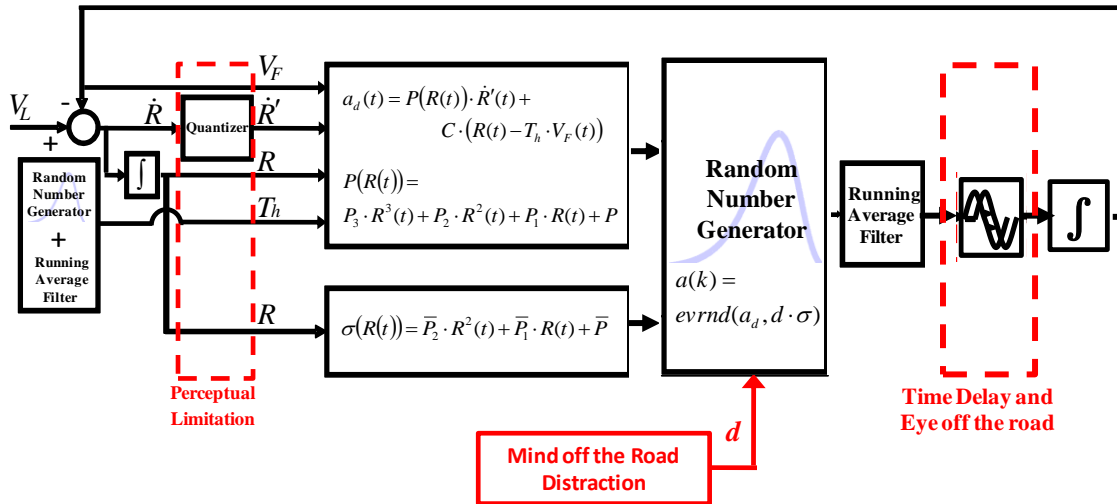 V_L
-
+
Ṙ
Quantizer
V_F
Ṙ′
R
T_h
R
∫
Random
Number
Generator
+
Running
Average
Filter
a_d(t) = P(R(t))·Ṙ′(t) +
C·(R(t) − T_h·V_F(t))
P(R(t)) =
P_3·R^3(t) + P_2·R^2(t) + P_1·R(t) + P
σ(R(t)) = P̅_2·R^2(t) + P̅_1·R(t) + P̅
Random
Number
Generator
a(k) =
evrnd(a_d, d·σ)
Running
Average
Filter
∫
Perceptual
Limitation
Time Delay and
Eye off the road
d
Mind off the Road
Distraction